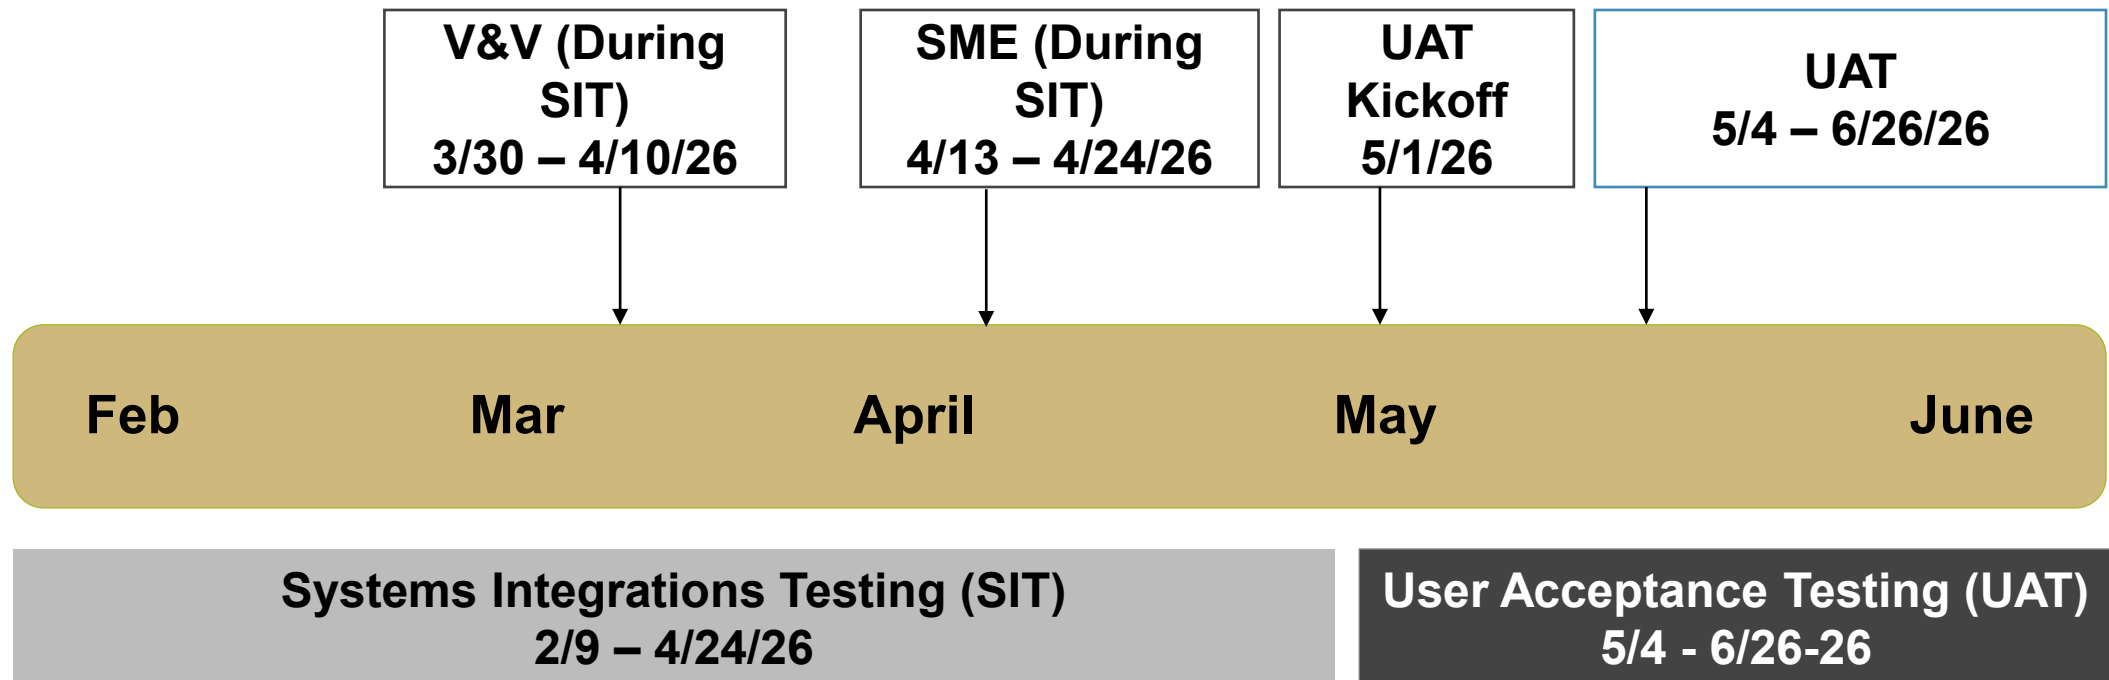 V&V (During
SIT)
3/30 – 4/10/26
SME (During
SIT)
4/13 – 4/24/26
UAT
Kickoff
5/1/26
UAT
5/4 – 6/26/26
Feb
Mar
April
May
June
Systems Integrations Testing (SIT)
2/9 – 4/24/26
User Acceptance Testing (UAT)
5/4 - 6/26-26